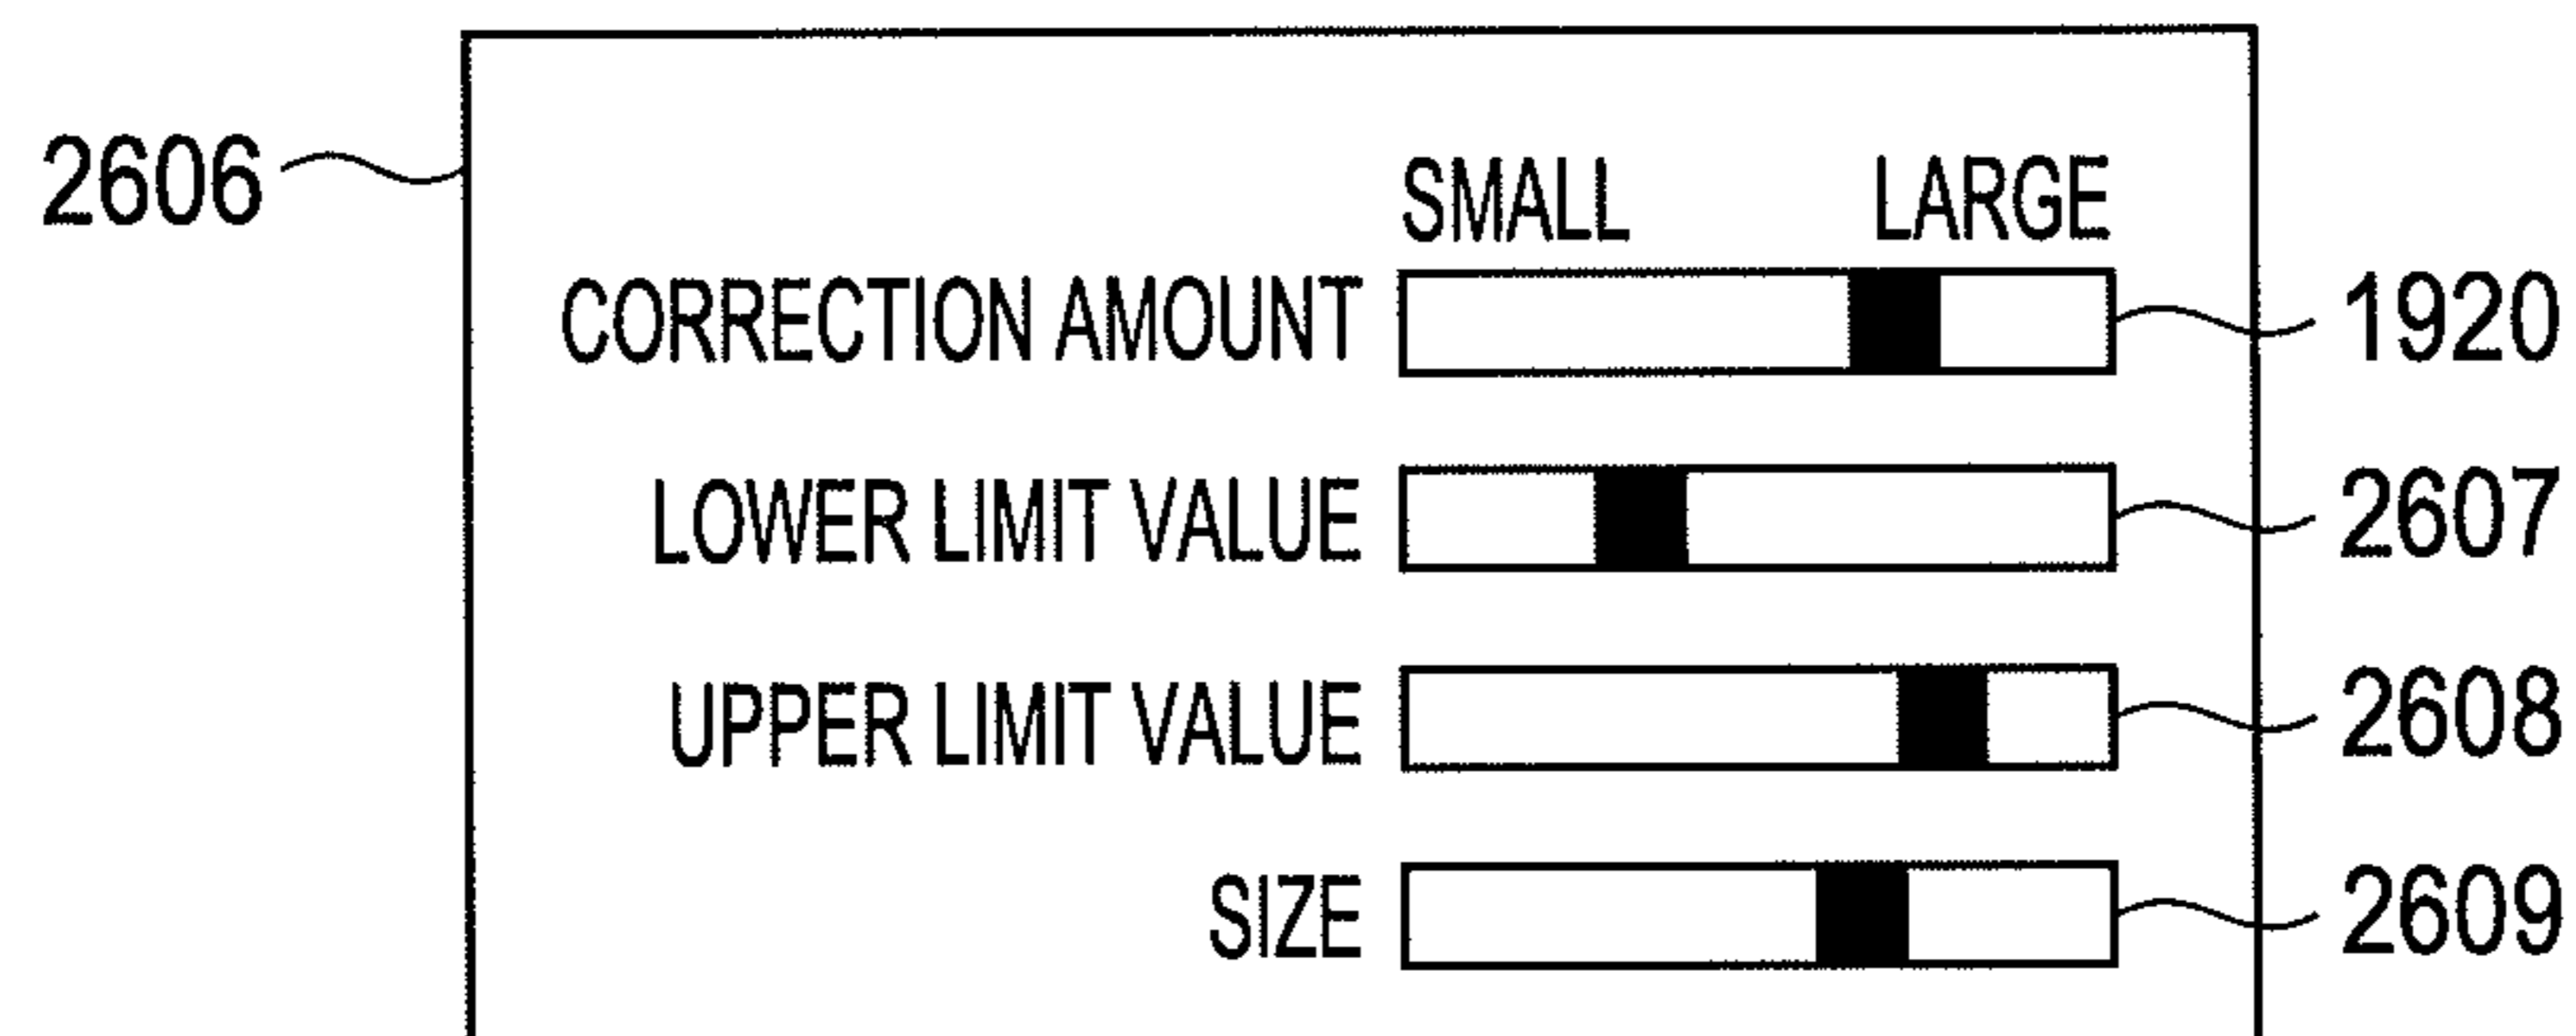 2606
SMALL LARGE
CORRECTION AMOUNT 1920
LOWER LIMIT VALUE 2607
UPPER LIMIT VALUE 2608
SIZE 2609